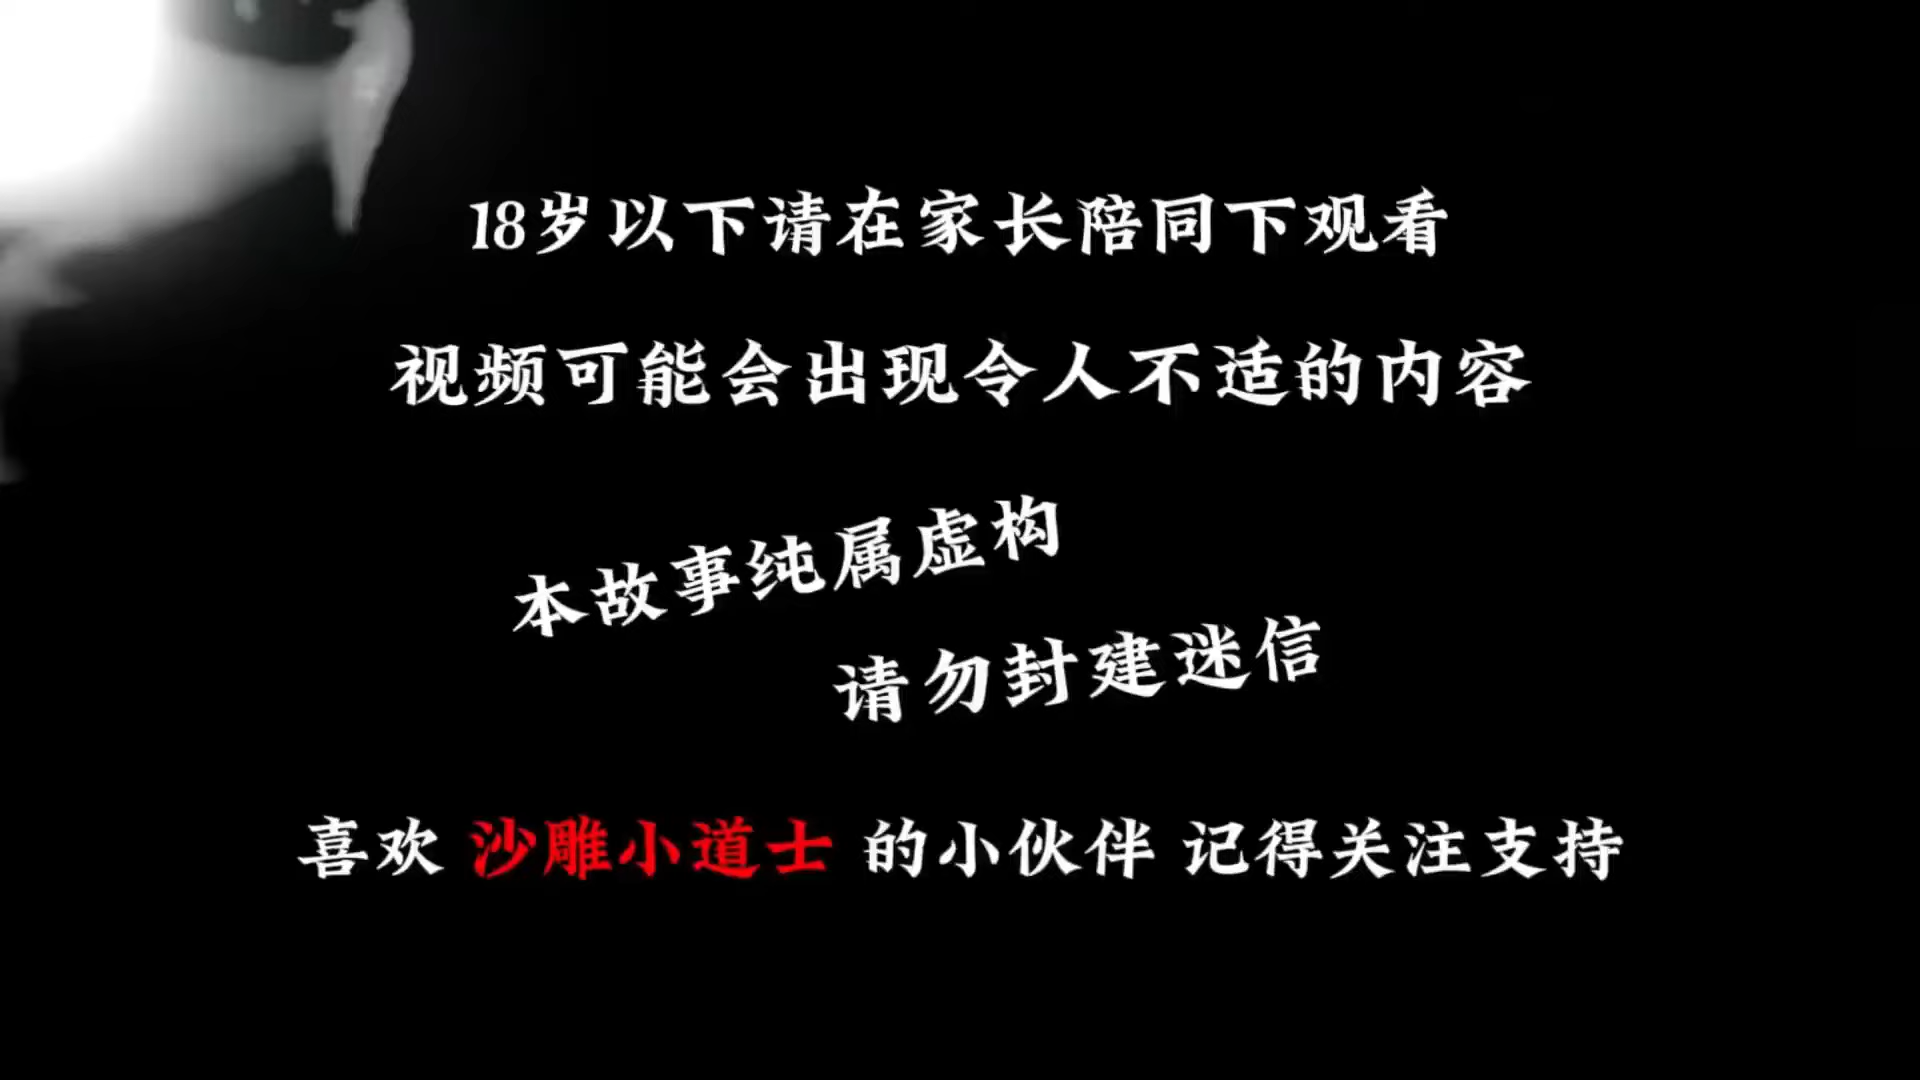 18岁以下请在家长陪同下观看
视频可能会出现令人不适的内容
本故事纯属虚构
请勿封建迷信
喜欢 沙雕小道士 的小伙伴 记得关注支持